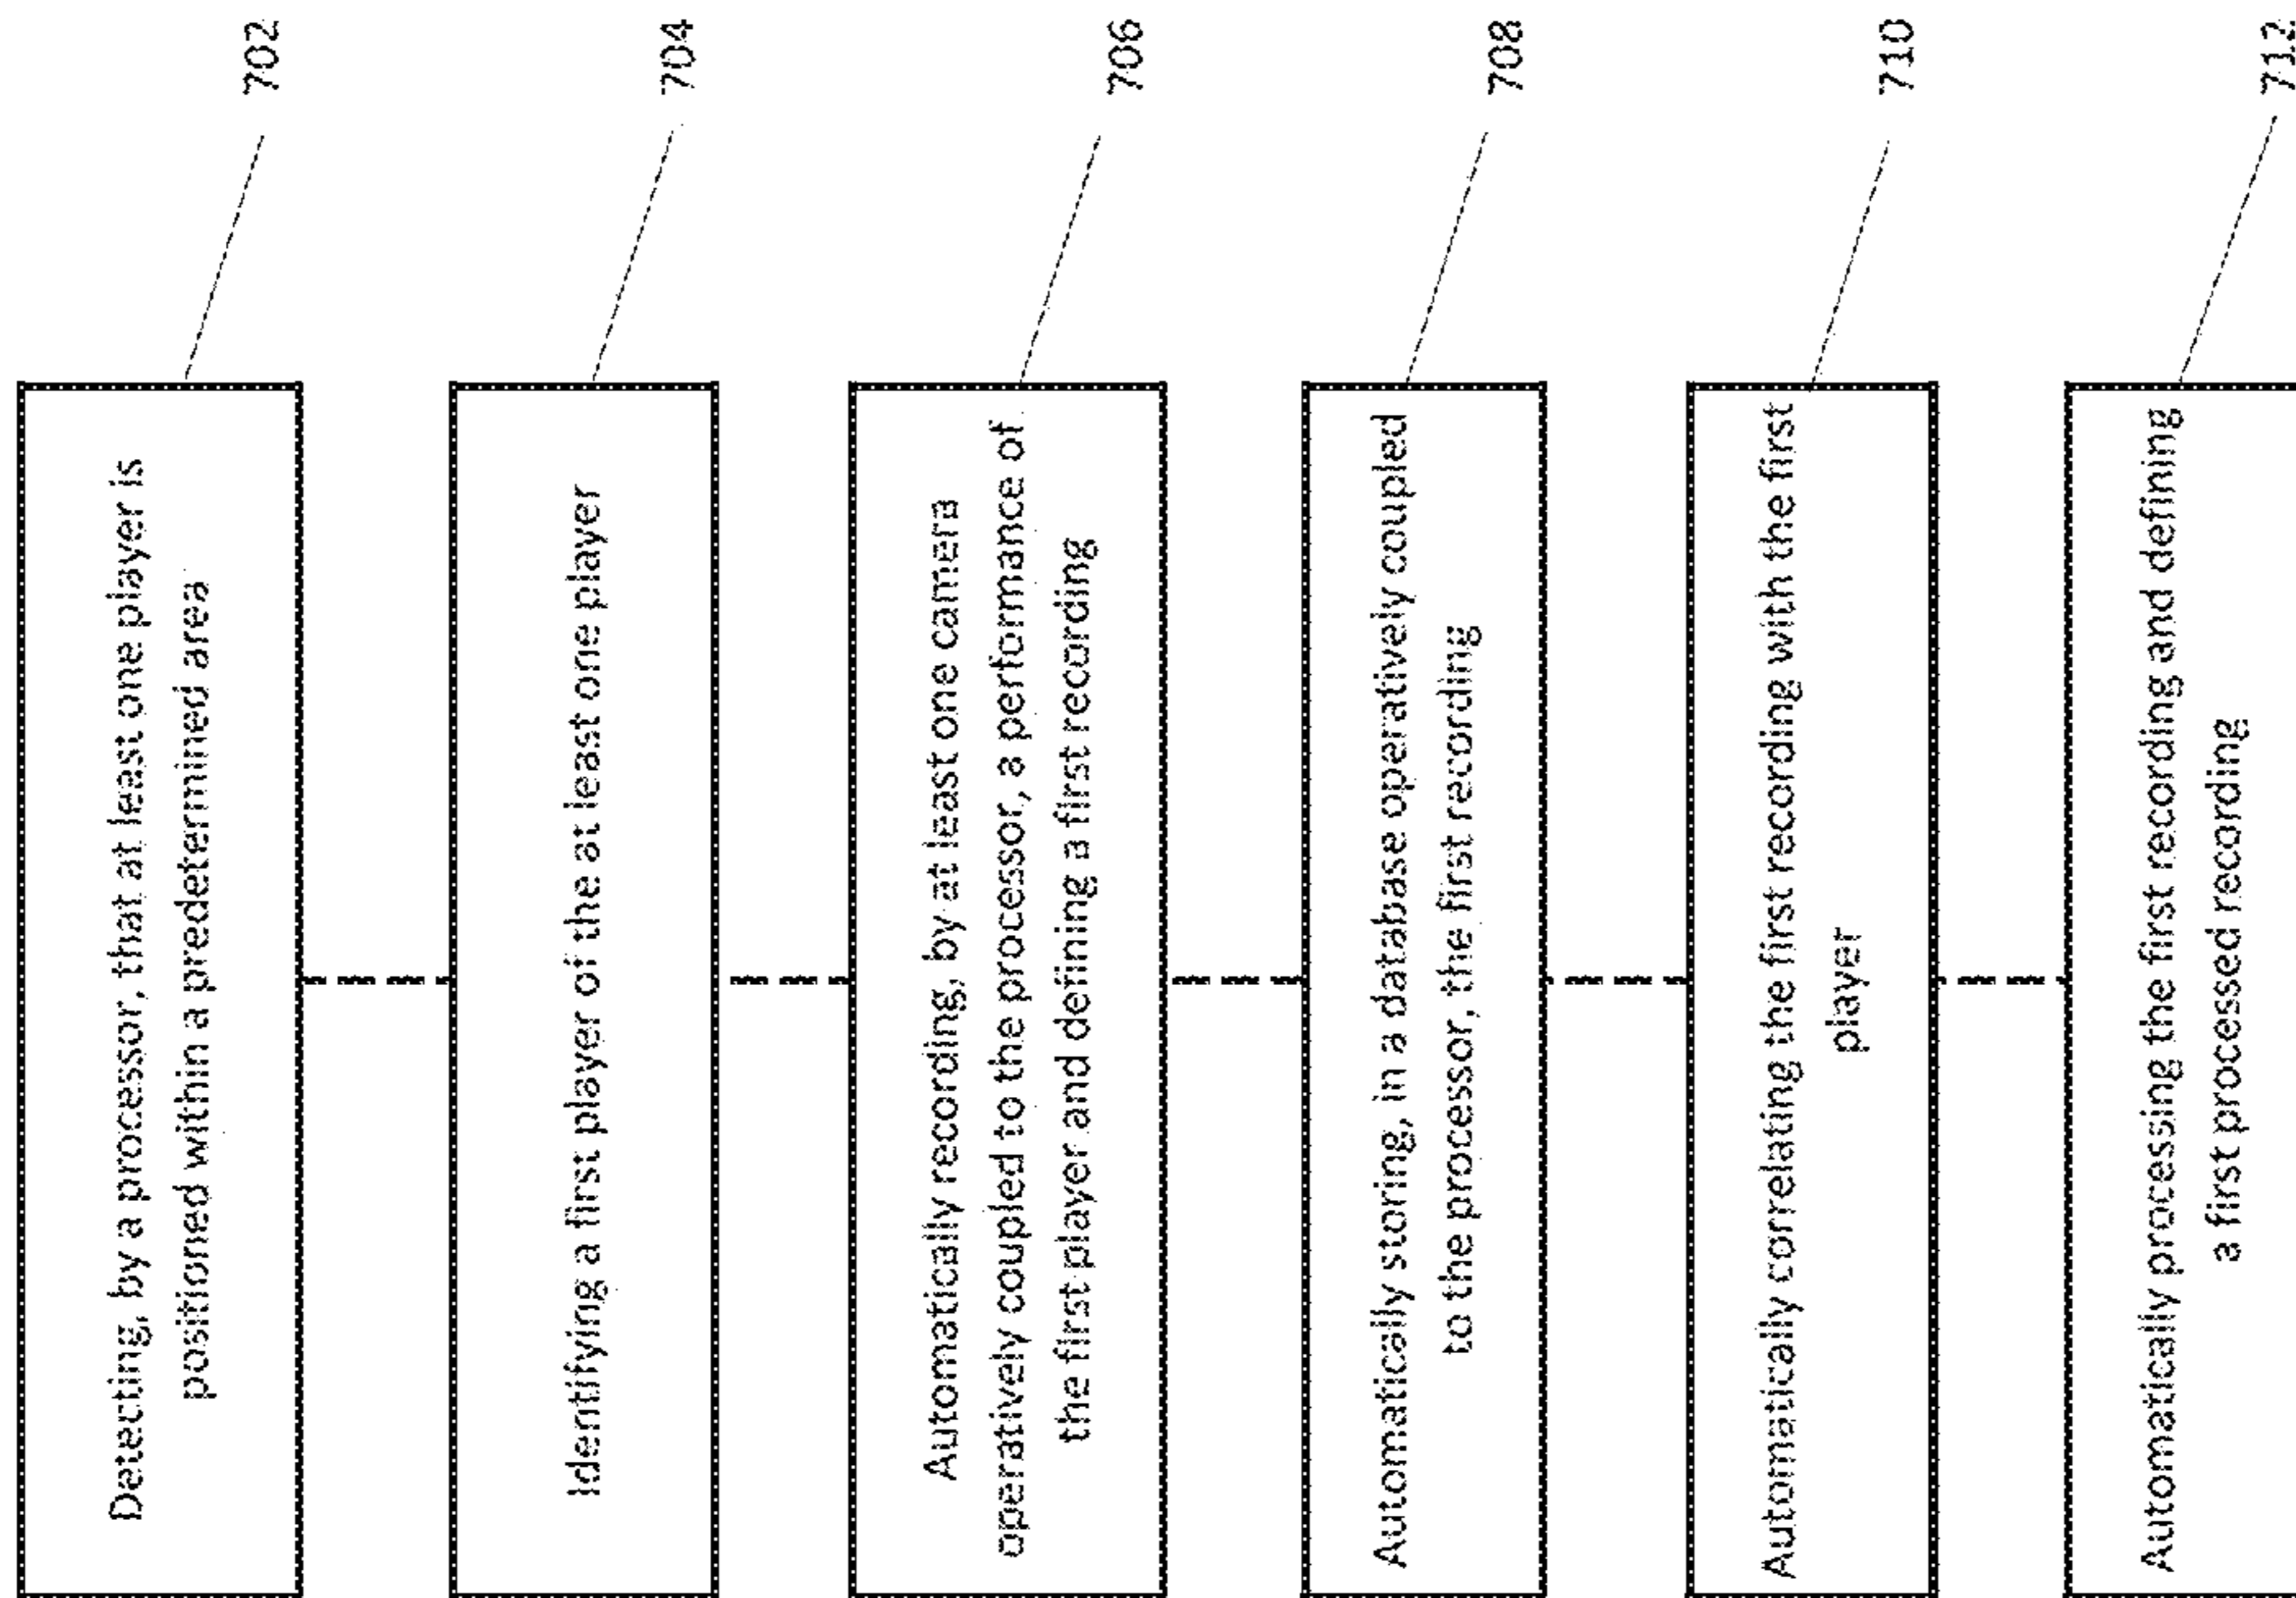 702
Detecting, by a processor, that at least one player is
positioned within a predetermined area
704
Identifying a first player of the at least one player
706
Automatically recording, by at least one camera
operatively coupled to the processor, a performance of
the first player and defining a first recording
708
Automatically storing, in a database operatively coupled
to the processor, the first recording
710
Automatically correlating the first recording with the first
player
712
Automatically processing the first recording and defining
a first processed recording